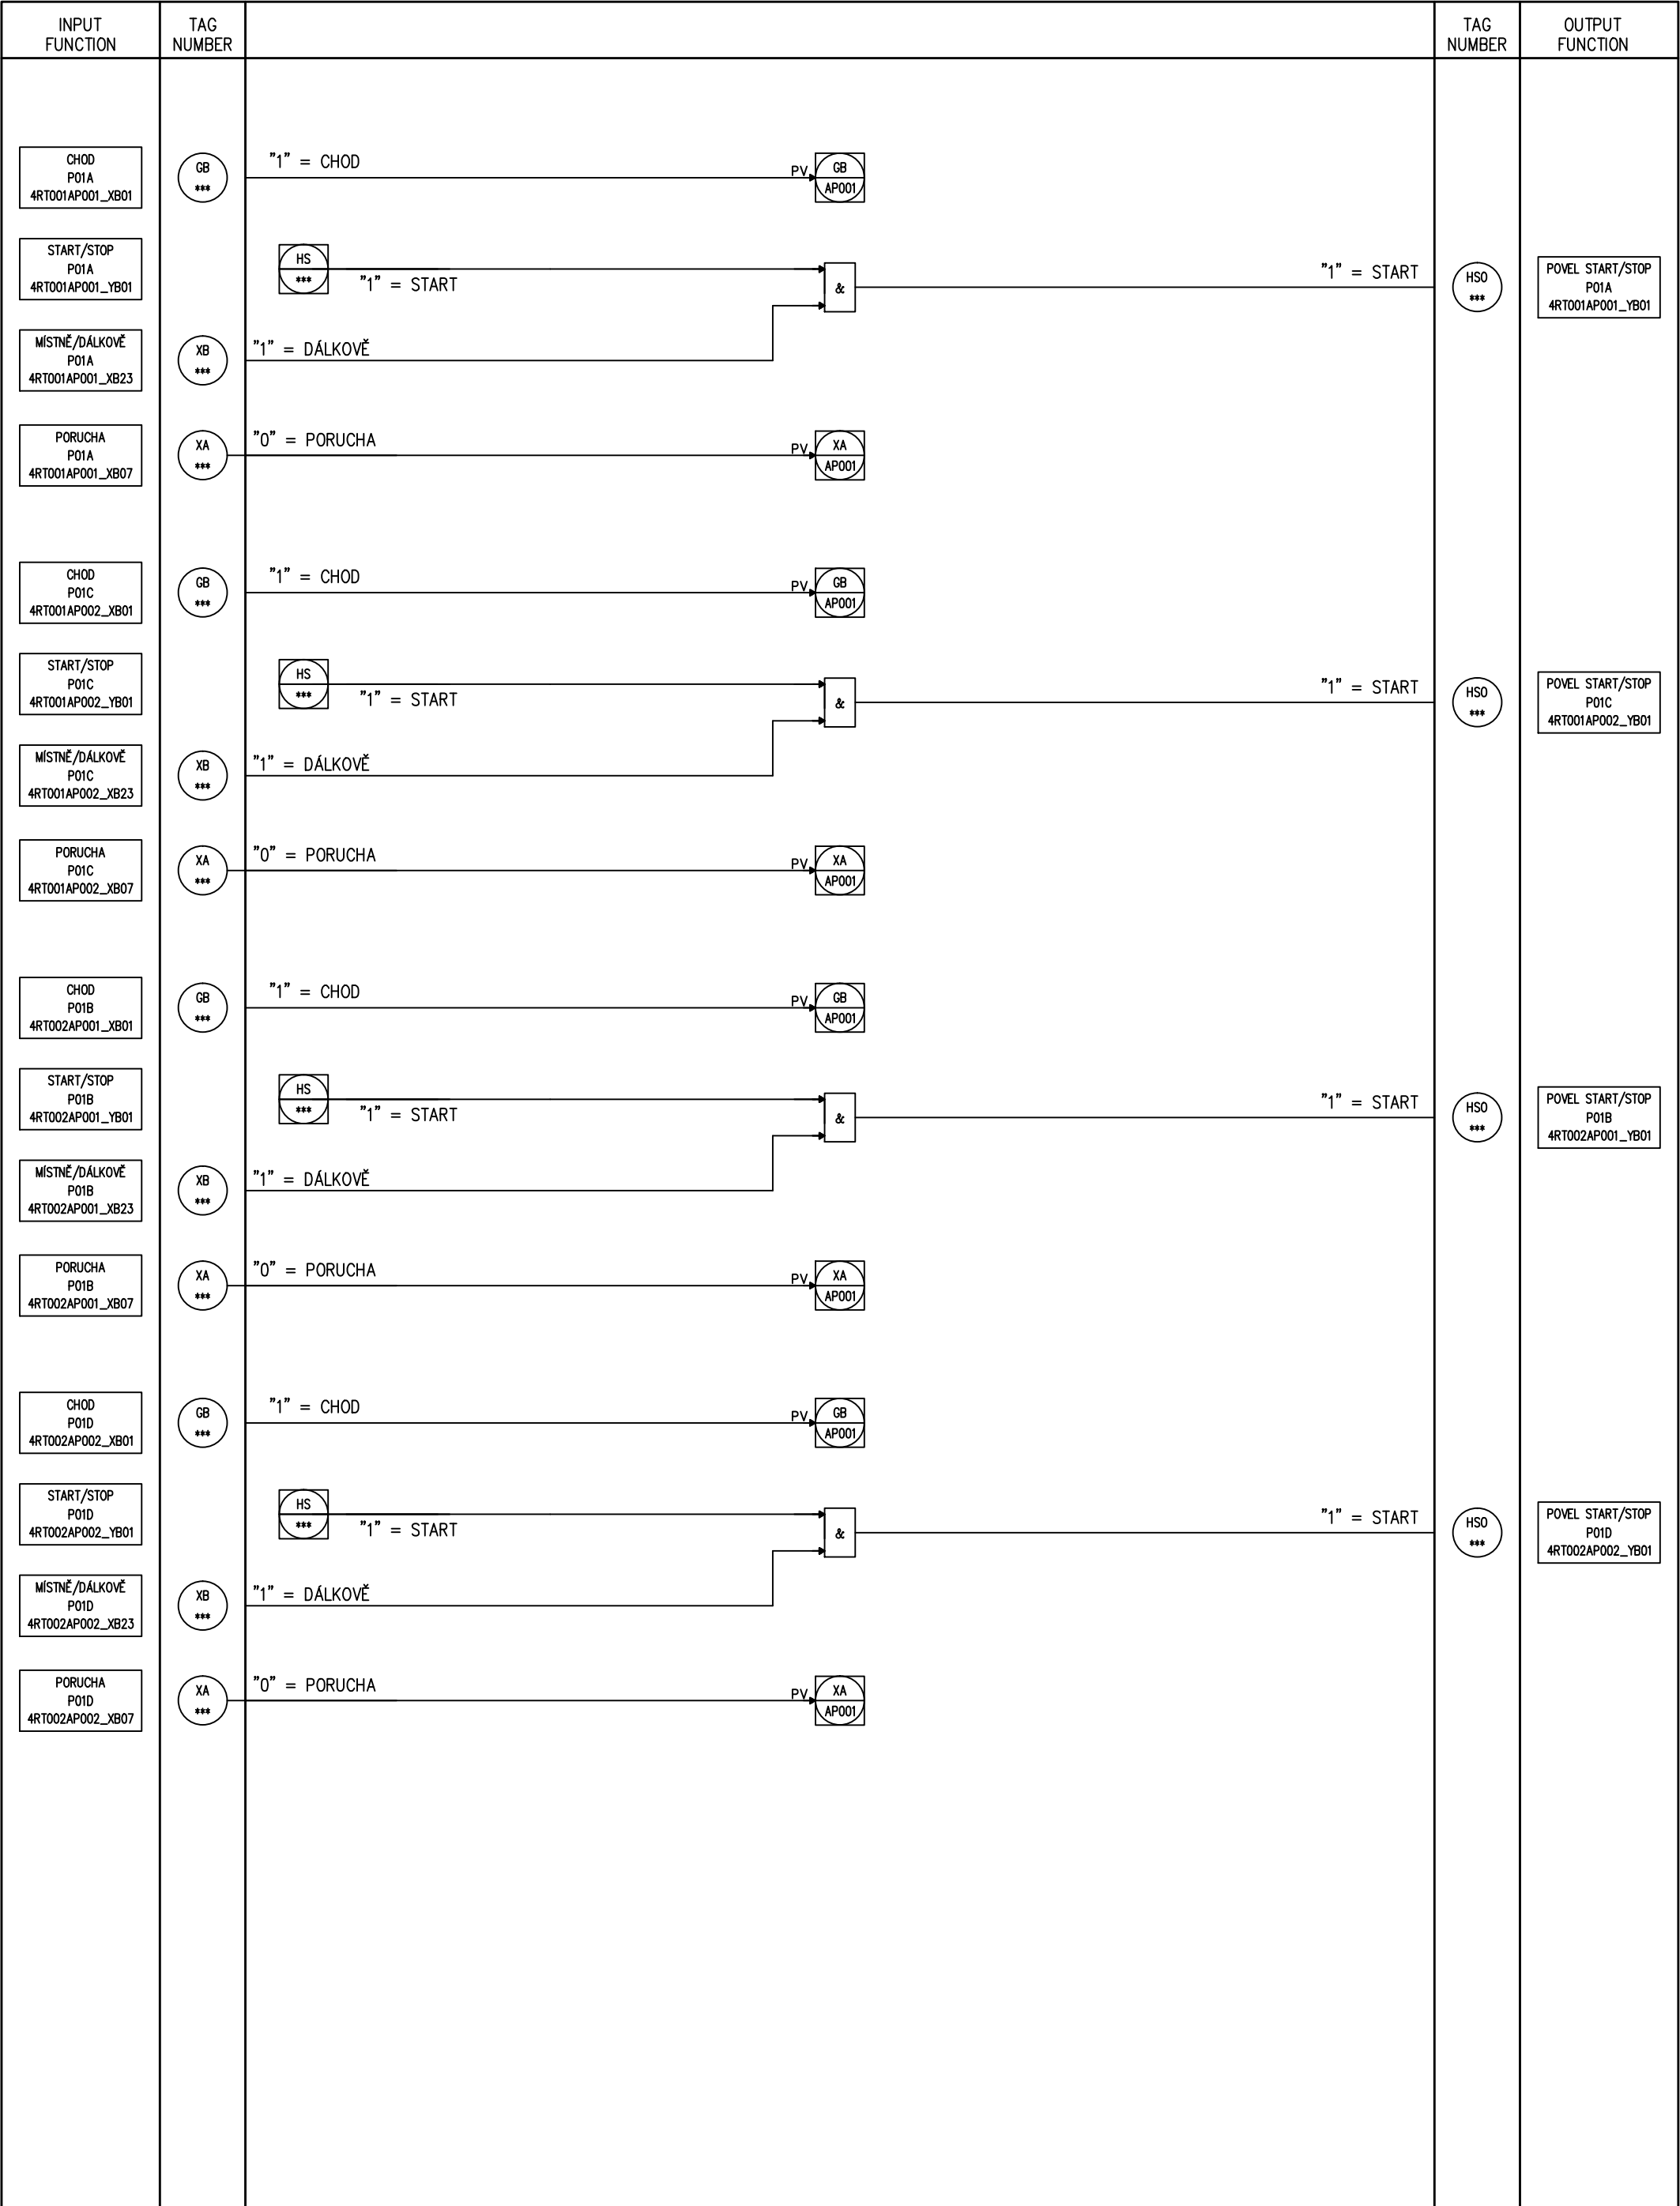 INPUT
FUNCTION
TAG
NUMBER
TAG
NUMBER
OUTPUT
FUNCTION
CHOD
P01A
4RT001AP001_XB01
GB
***
"1" = CHOD
PV
GB
AP001
START/STOP
P01A
4RT001AP001_YB01
HS
***
"1" = START
&
"1" = START
HSO
***
POVEL START/STOP
P01A
4RT001AP001_YB01
MÍSTNĚ/DÁLKOVĚ
P01A
4RT001AP001_XB23
XB
***
"1" = DÁLKOVĚ
PORUCHA
P01A
4RT001AP001_XB07
XA
***
"0" = PORUCHA
PV
XA
AP001
CHOD
P01C
4RT001AP002_XB01
GB
***
"1" = CHOD
PV
GB
AP001
START/STOP
P01C
4RT001AP002_YB01
HS
***
"1" = START
&
"1" = START
HSO
***
POVEL START/STOP
P01C
4RT001AP002_YB01
MÍSTNĚ/DÁLKOVĚ
P01C
4RT001AP002_XB23
XB
***
"1" = DÁLKOVĚ
PORUCHA
P01C
4RT001AP002_XB07
XA
***
"0" = PORUCHA
PV
XA
AP001
CHOD
P01B
4RT002AP001_XB01
GB
***
"1" = CHOD
PV
GB
AP001
START/STOP
P01B
4RT002AP001_YB01
HS
***
"1" = START
&
"1" = START
HSO
***
POVEL START/STOP
P01B
4RT002AP001_YB01
MÍSTNĚ/DÁLKOVĚ
P01B
4RT002AP001_XB23
XB
***
"1" = DÁLKOVĚ
PORUCHA
P01B
4RT002AP001_XB07
XA
***
"0" = PORUCHA
PV
XA
AP001
CHOD
P01D
4RT002AP002_XB01
GB
***
"1" = CHOD
PV
GB
AP001
START/STOP
P01D
4RT002AP002_YB01
HS
***
"1" = START
&
"1" = START
HSO
***
POVEL START/STOP
P01D
4RT002AP002_YB01
MÍSTNĚ/DÁLKOVĚ
P01D
4RT002AP002_XB23
XB
***
"1" = DÁLKOVĚ
PORUCHA
P01D
4RT002AP002_XB07
XA
***
"0" = PORUCHA
PV
XA
AP001